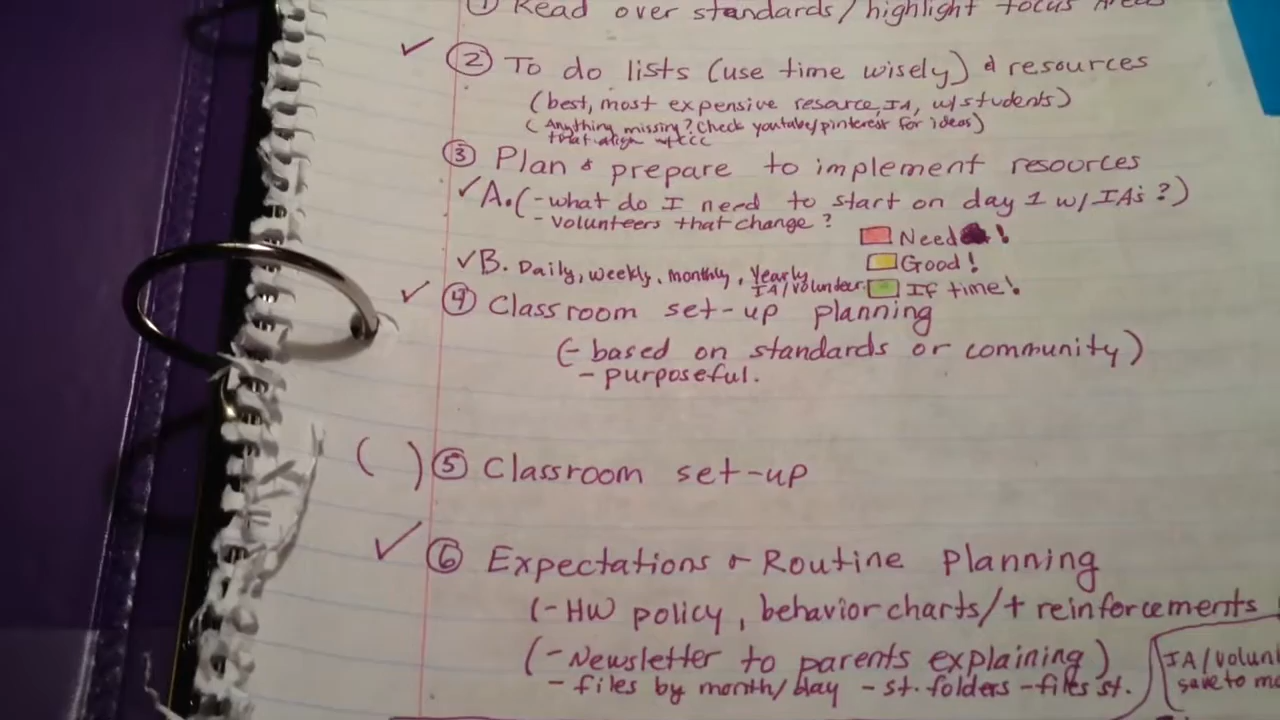 ① Read over standards/highlight focus Areas
✓ ② To do lists (use time wisely) & resources
(best, most expensive resource, IA, w/students)
(Anything missing? Check youtube/pinterest for ideas)
that align w/CCC
③ Plan & prepare to implement resources
✓ A. (-what do I need to start on day 1 w/IAs?)
- volunteers that change?
Need !
Good!
✓ B. Daily, weekly, monthly, Yearly
IA/volunteer.
If time!
✓ ④ Classroom set-up planning
(- based on standards or community)
- purposeful.
( ) ⑤ Classroom set-up
✓ ⑥ Expectations & Routine Planning
(- HW policy, behavior charts/+ reinforcements
(- Newsletter to parents explaining)
- files by month/day - st. folders - files st.
IA/volun
save to mo